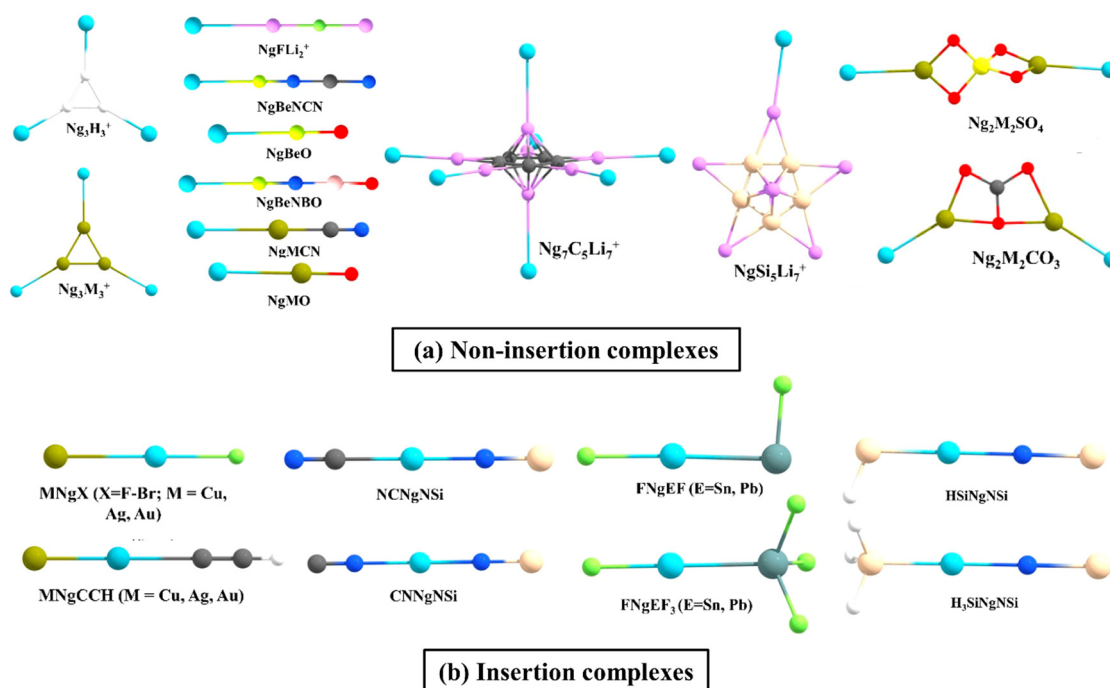 Ng₃H₃⁺
Ng₃M₃⁺
NgFLi₂⁺
NgBeNCN
NgBeO
NgBeNBO
NgMCN
NgMO
Ng₇C₅Li₇⁺
NgSi₅Li₇⁺
Ng₂M₂SO₄
Ng₂M₂CO₃
(a) Non-insertion complexes
MNgX (X=F-Br; M = Cu,
Ag, Au)
NCNgNSi
FNgEF (E=Sn, Pb)
HSiNgNSi
MNgCCH (M = Cu, Ag, Au)
CNNgNSi
FNgEF₃ (E=Sn, Pb)
H₃SiNgNSi
(b) Insertion complexes